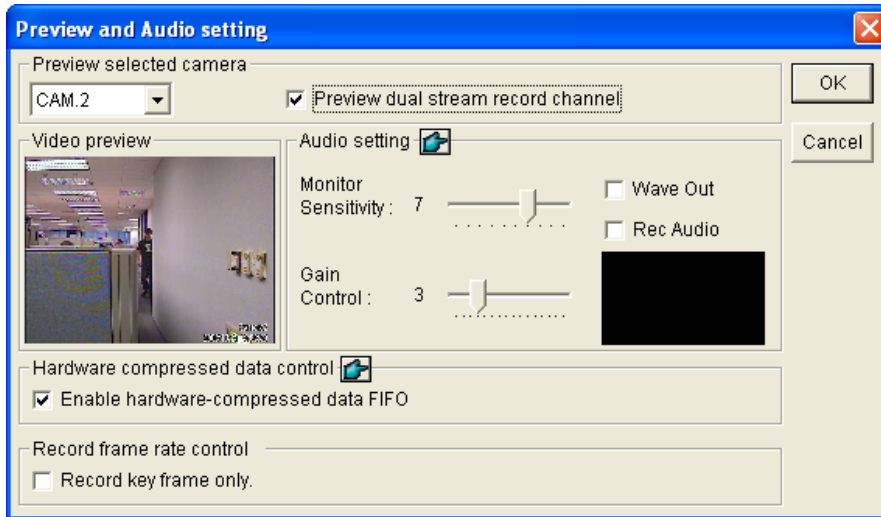 Preview and Audio setting
Preview selected camera
CAM.2
Preview dual stream record channel
OK
Cancel
Video preview
Audio setting
Monitor
Sensitivity : 7
Wave Out
Rec Audio
Gain
Control : 3
Hardware compressed data control
Enable hardware-compressed data FIFO
Record frame rate control
Record key frame only.